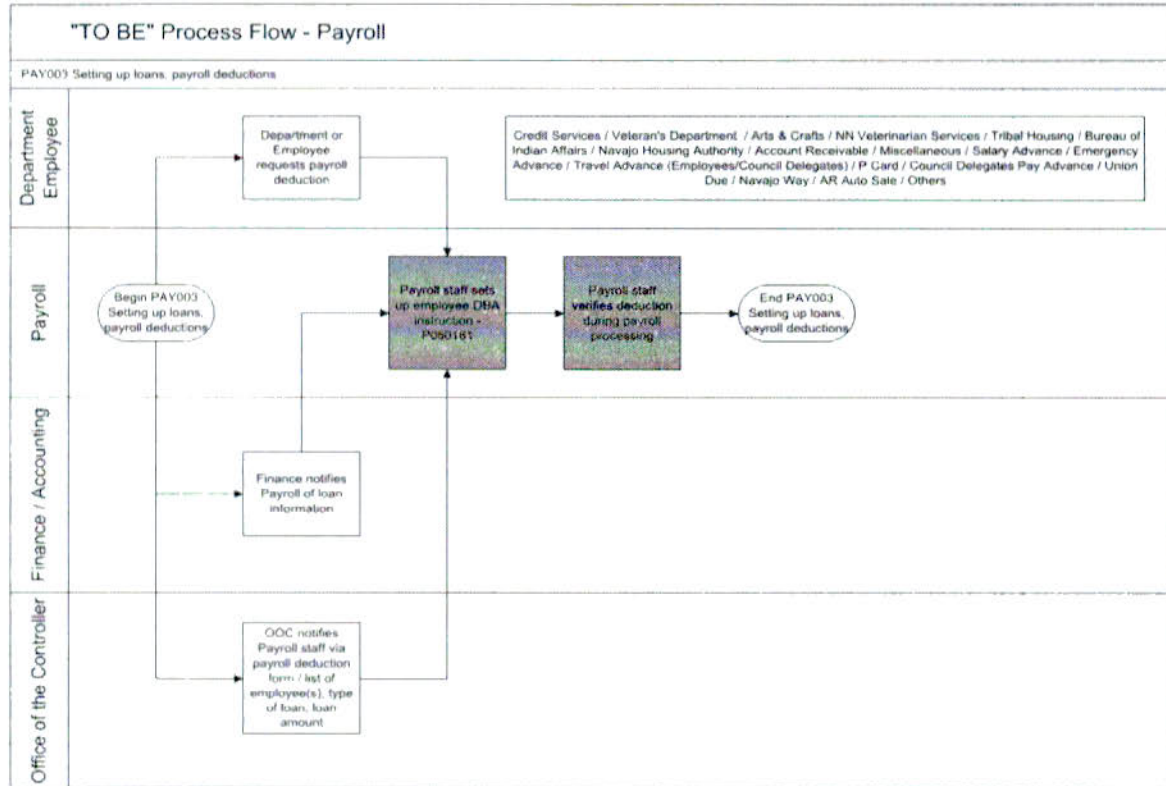 "TO BE" Process Flow - Payroll
PAY003 Setting up loans, payroll deductions
Department
Employee
Department or
Employee
requests payroll
deduction
Credit Services / Veteran's Department / Arts & Crafts / NN Veterinarian Services / Tribal Housing / Bureau of
Indian Affairs / Navajo Housing Authority / Account Receivable / Miscellaneous / Salary Advance / Emergency
Advance / Travel Advance (Employees/Council Delegates) / P Card / Council Delegates Pay Advance / Union
Due / Navajo Way / AR Auto Sale / Others
Payroll
Begin PAY003
Setting up loans,
payroll deductions
Payroll staff sets
up employee DBA
instruction -
Payroll staff
verifies deduction
during payroll
processing
End PAY003
Setting up loans,
payroll deductions
Finance / Accounting
Finance notifies
Payroll of loan
information
Office of the Controller
OOC notifies
Payroll staff via
payroll deduction
form / list of
employee(s), type
of loan, loan
amount